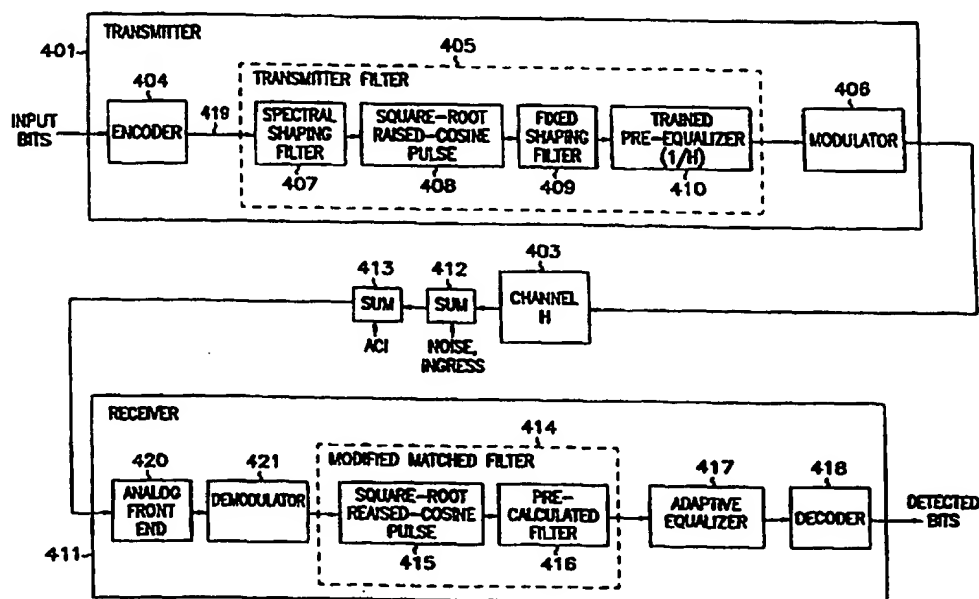 TRANSMITTER
401
405
404
TRANSMITTER FILTER
406
INPUT
BITS
ENCODER
419
SPECTRAL
SHAPING
FILTER
407
SQUARE-ROOT
RAISED-COSINE
PULSE
408
FIXED
SHAPING
FILTER
409
TRAINED
PRE-EQUALIZER
(1/H)
410
MODULATOR
413
412
403
SUM
SUM
CHANNEL
H
ACI
NOISE,
INGRESS
RECEIVER
414
420
421
MODIFIED MATCHED FILTER
417
418
ANALOG
FRONT
END
DEMODULATOR
SQUARE-ROOT
REAISED-COSINE
PULSE
415
PRE-
CALCULATED
FILTER
416
ADAPTIVE
EQUALIZER
DECODER
DETECTED
BITS
411